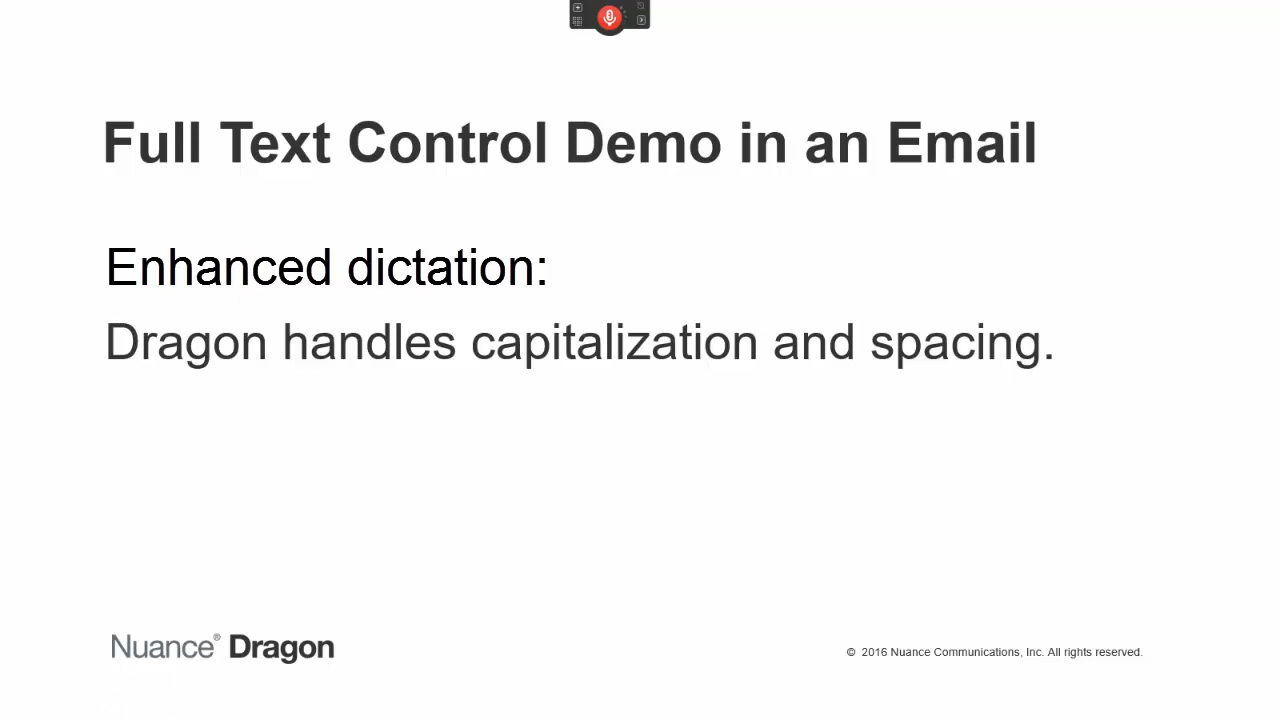 Full Text Control Demo in an Email
Enhanced dictation:
Dragon handles capitalization and spacing.
Nuance® Dragon
© 2016 Nuance Communications, Inc. All rights reserved.